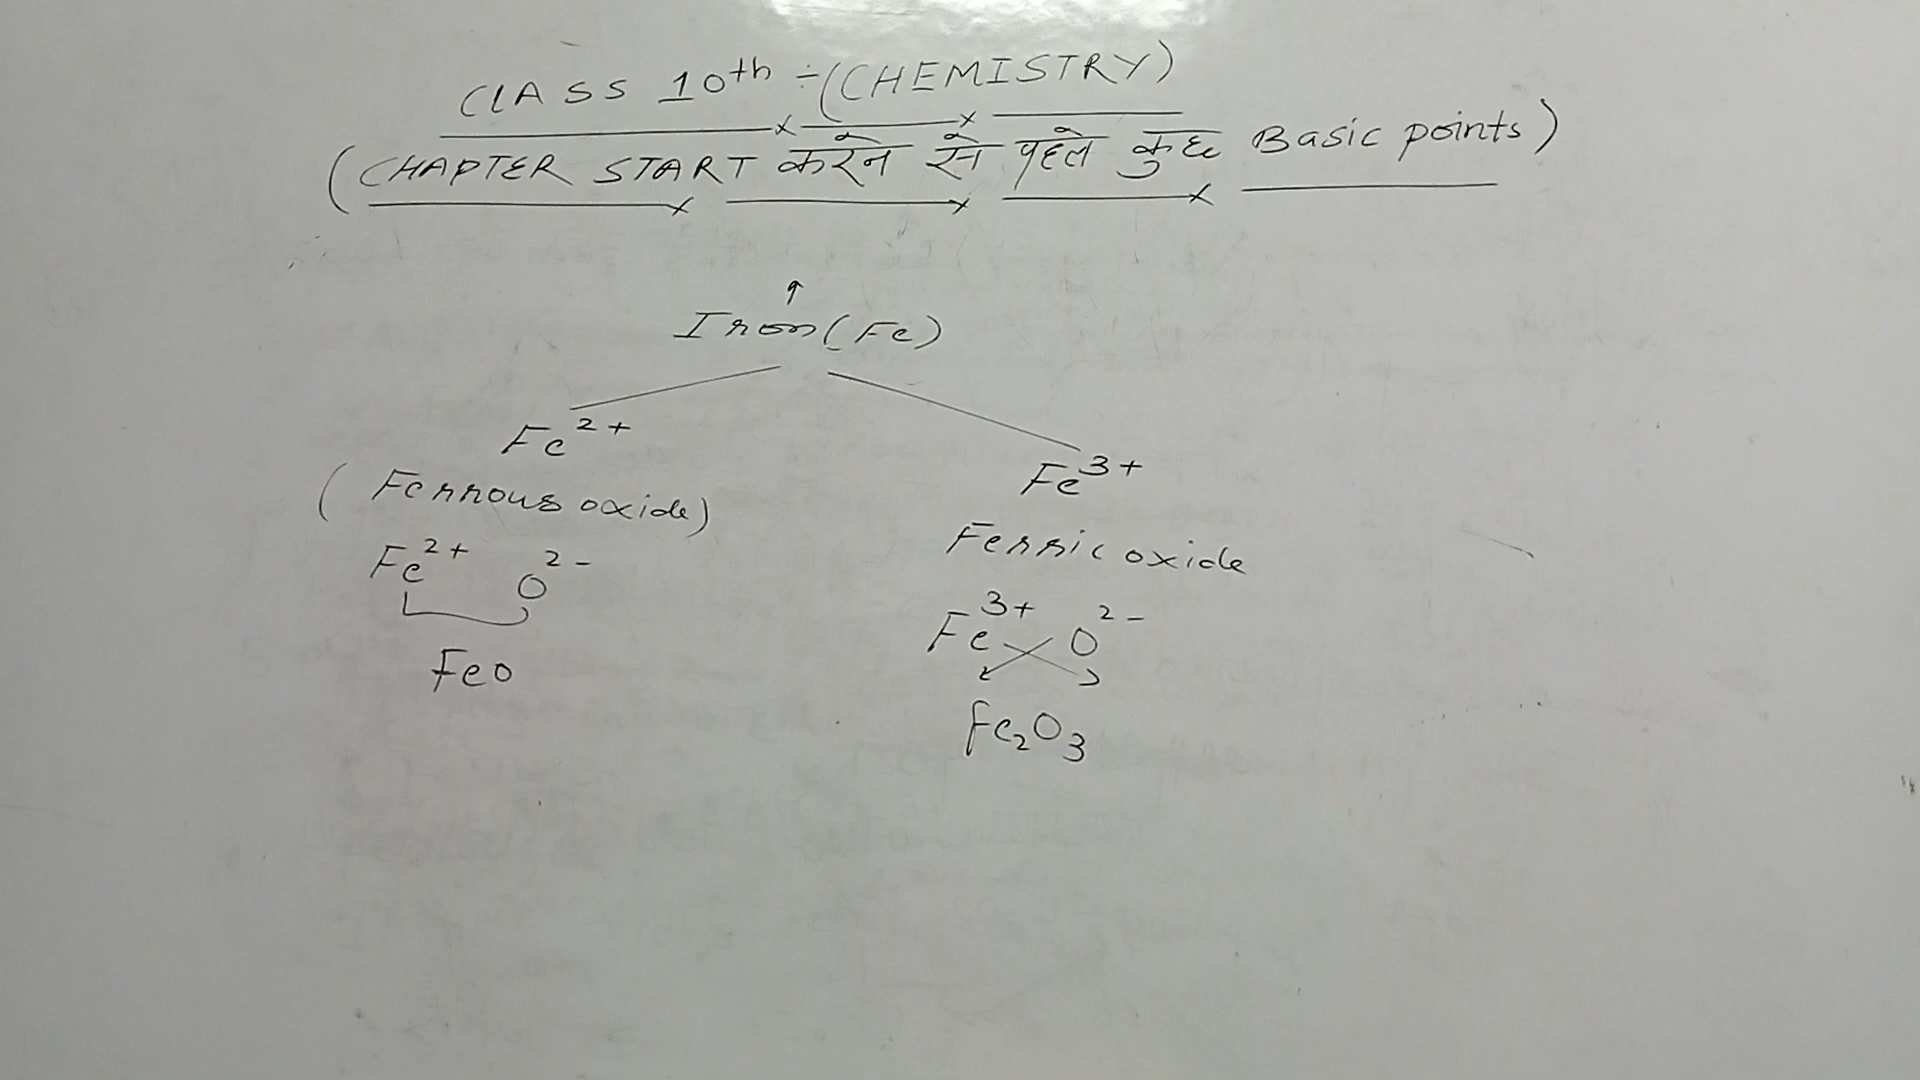 CLASS 10th ÷ (CHEMISTRY)
(CHAPTER START करने से पहले कुछ Basic points)
Iron (Fe)
Fe²⁺
Fe³⁺
(Ferrous oxide)
Ferric oxide
Fe²⁺ O²⁻
Fe³⁺ O²⁻
FeO
Fe₂O₃